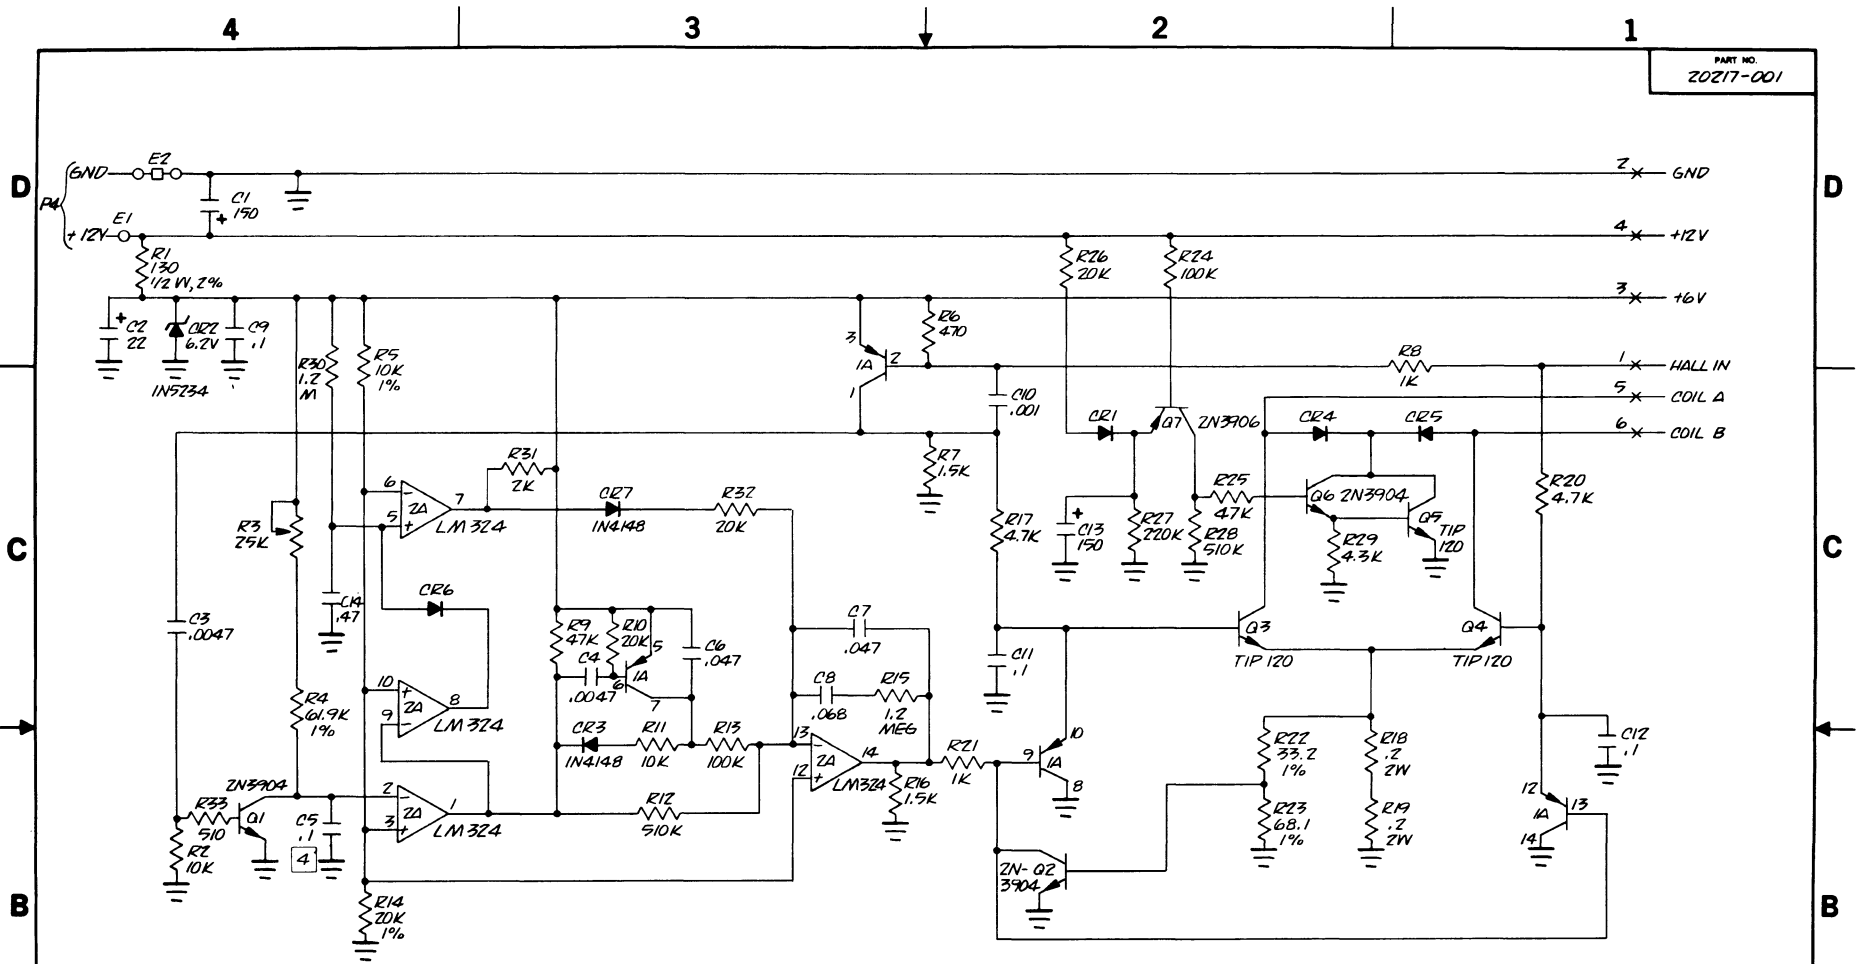 4 3 2 1
PART NO.
20217-001
D
D
P4
GND
E2
C1
150
+
2
GND
+12V
E1
4
+12V
R1
130
1/2 W, 2%
R26
20K
R24
100K
3
+6V
+
C2
22
CR2
6.2V
C9
.1
1N5234
R30
1.2
M
R5
10K
1%
3
1A
2
1
R6
470
R8
1K
1
HALL IN
5
COIL A
6
COIL B
C10
.001
CR1
Q7
2N3906
CR4
CR5
R7
1.5K
R31
2K
6
-
2A
7
5
+
LM 324
CR7
1N4148
R32
20K
R3
25K
R17
4.7K
+
C13
150
R27
220K
R25
47K
R28
510K
Q6
2N3904
Q5
TIP
120
R29
4.3K
R20
4.7K
C
C
C3
.0047
C14
.47
CR6
R9
47K
R10
20K
5
C4
.0047
6
1A
7
C6
.047
C7
.047
C8
.068
R15
1.2
MEG
C11
.1
Q3
TIP 120
Q4
TIP 120
R4
61.9K
1%
10
+
2A
8
9
-
LM 324
CR3
1N4148
R11
10K
R13
100K
13
-
2A
14
12
+
LM324
R21
1K
R16
1.5K
9
1A
10
8
R22
33.2
1%
R18
.2
2W
R23
68.1
1%
R19
.2
2W
C12
.1
12
1A
13
14
2N3904
R33
510
Q1
R2
10K
C5
.1
4
2
-
2A
1
3
+
LM 324
R12
510K
2N-
3904
Q2
R14
20K
1%
B
B